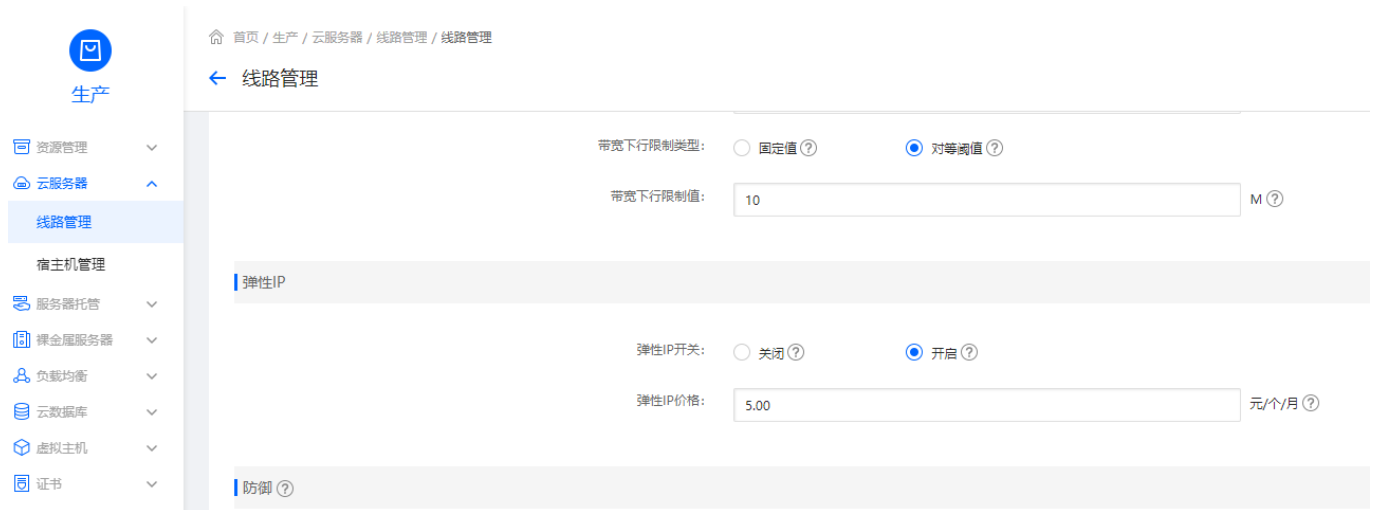 生产
资源管理
云服务器
线路管理
宿主机管理
服务器托管
裸金属服务器
负载均衡
云数据库
虚拟主机
证书
首页 / 生产 / 云服务器 / 线路管理 / 线路管理
← 线路管理
带宽下行限制类型: 固定值 ? 对等阈值 ?
带宽下行限制值: 10 M ?
弹性IP
弹性IP开关: 关闭 ? 开启 ?
弹性IP价格: 5.00 元/个/月 ?
防御 ?